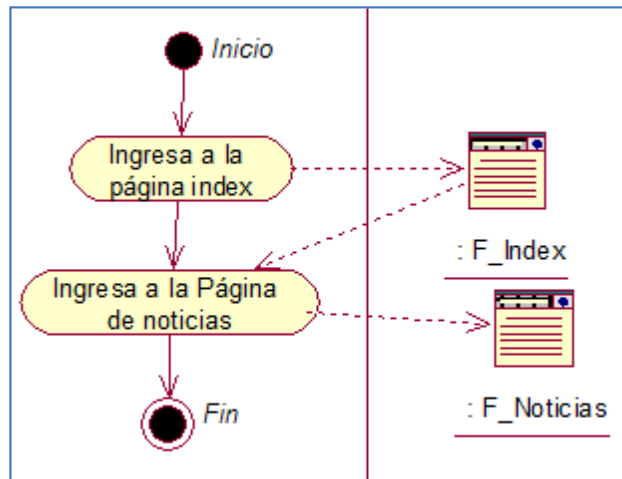 Inicio
Ingresa a la
página index
: F_Index
Ingresa a la Página
de noticias
: F_Noticias
Fin